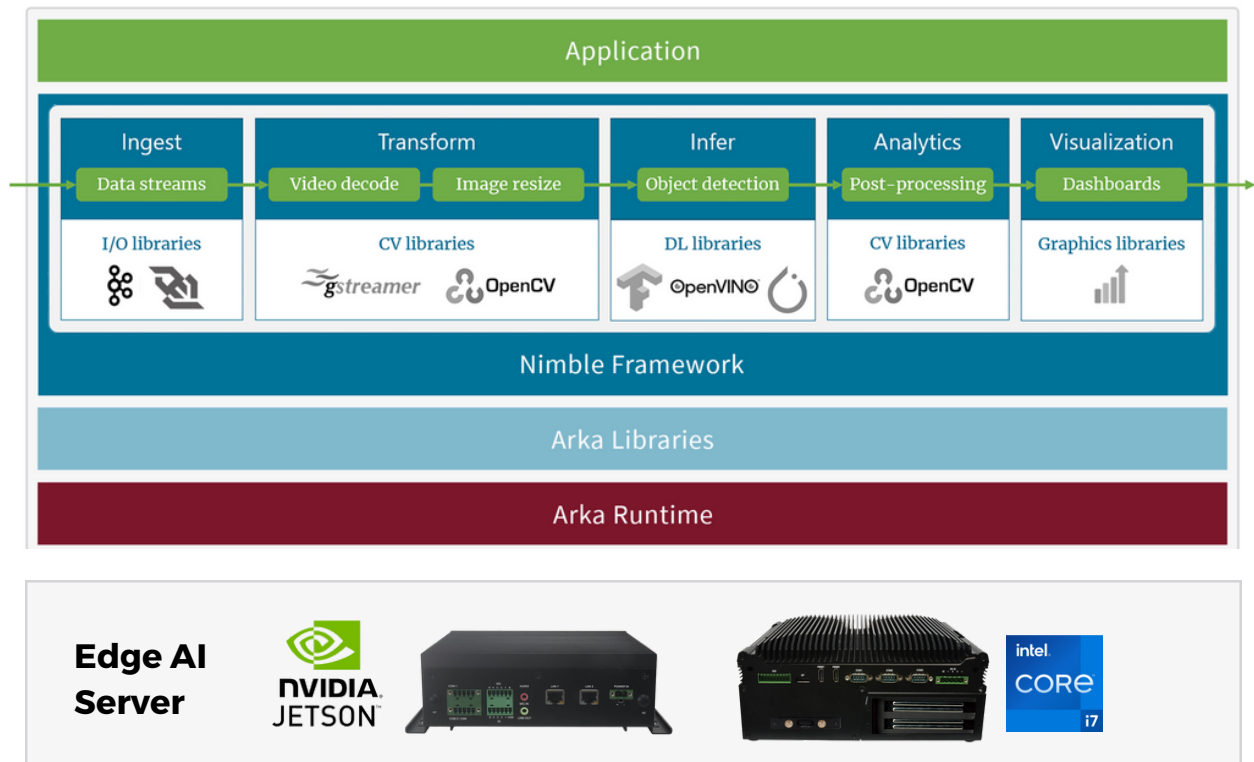 Application
Ingest
Transform
Infer
Analytics
Visualization
Data streams
Video decode
Image resize
Object detection
Post-processing
Dashboards
I/O libraries
CV libraries
DL libraries
CV libraries
Graphics libraries
gstreamer
OpenCV
OpenVINO
OpenCV
Nimble Framework
Arka Libraries
Arka Runtime
Edge AI
Server
NVIDIA.
JETSON™
intel.
CORE
i7